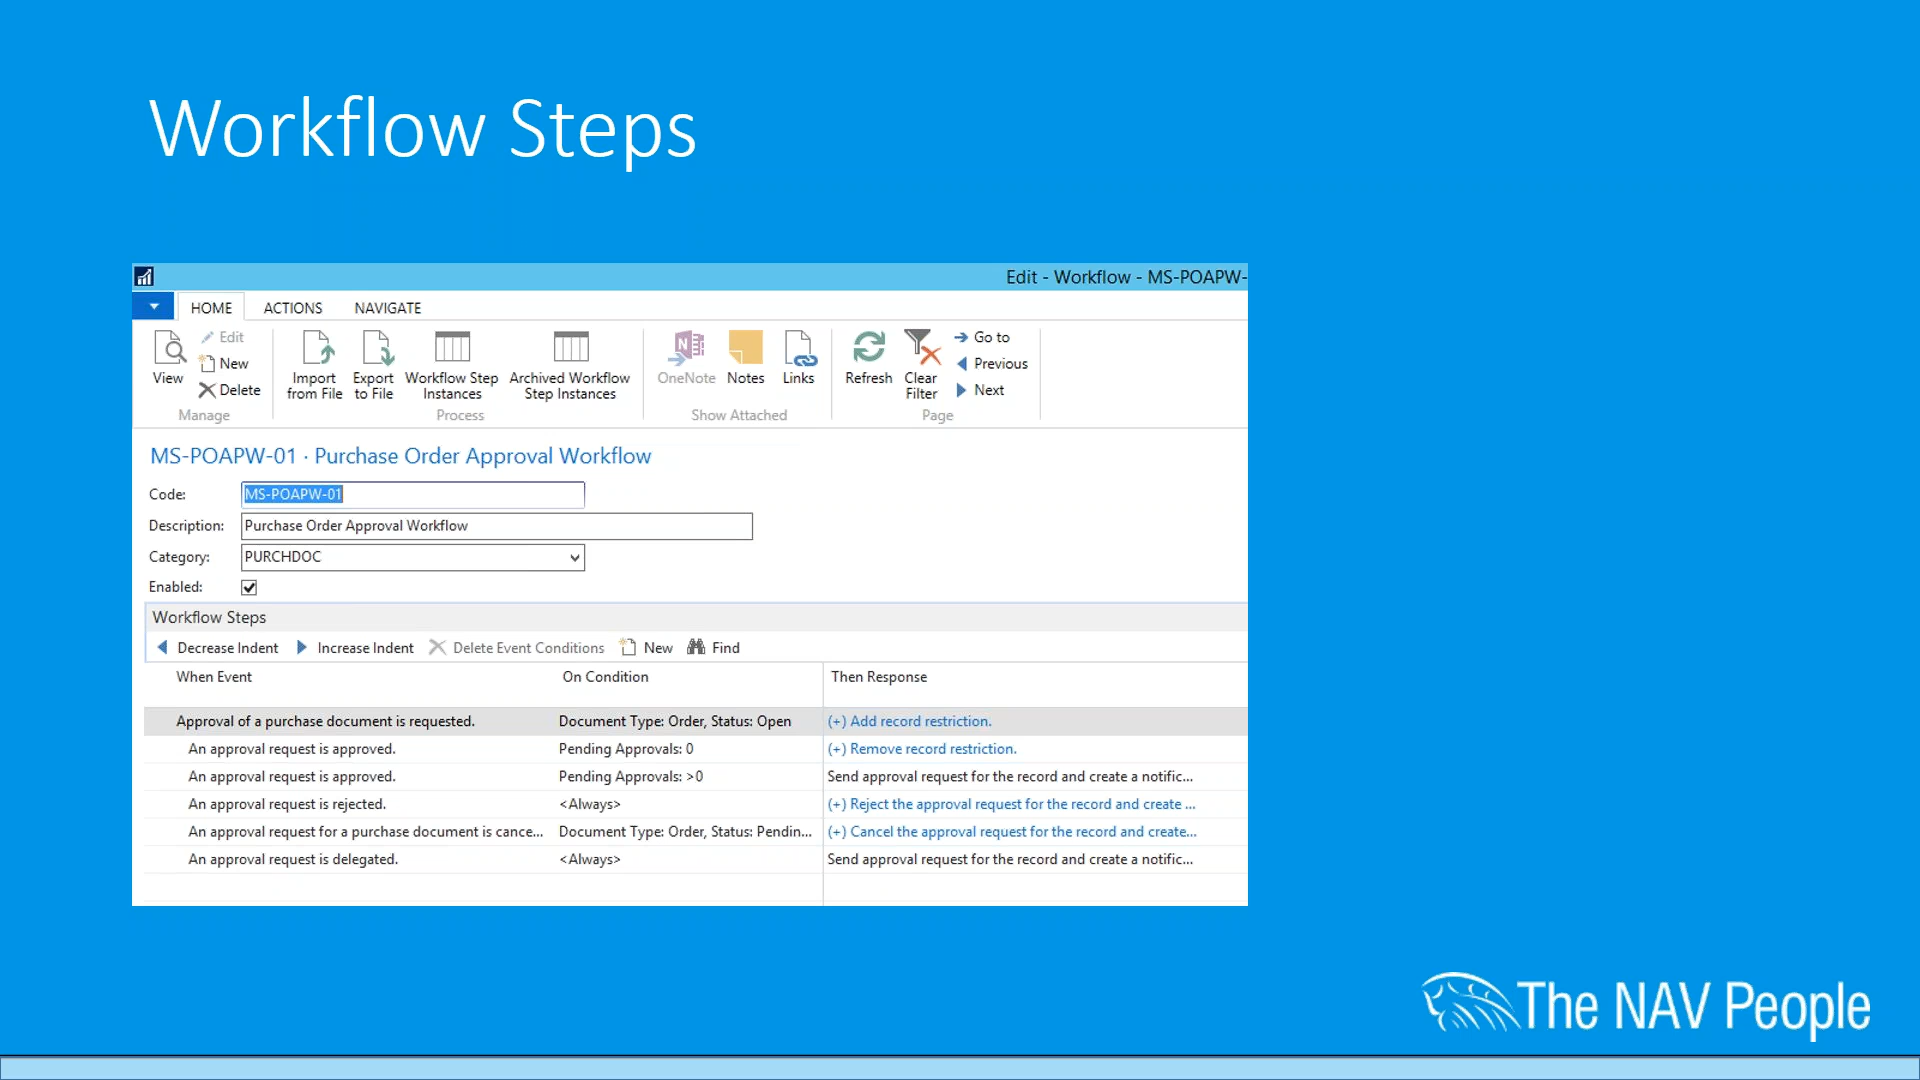 Workflow Steps
Edit - Workflow - MS-POAPW-
HOME ACTIONS NAVIGATE
View
Edit
New
Delete
Manage
Import from File
Export to File
Workflow Step Instances
Archived Workflow Step Instances
Process
OneNote
Notes
Links
Show Attached
Refresh
Clear Filter
Go to
Previous
Next
Page
MS-POAPW-01 · Purchase Order Approval Workflow
Code: MS-POAPW-01
Description: Purchase Order Approval Workflow
Category: PURCHDOC
Enabled:
Workflow Steps
Decrease Indent Increase Indent Delete Event Conditions New Find
When Event On Condition Then Response
Approval of a purchase document is requested. Document Type: Order, Status: Open (+) Add record restriction.
An approval request is approved. Pending Approvals: 0 (+) Remove record restriction.
An approval request is approved. Pending Approvals: >0 Send approval request for the record and create a notific...
An approval request is rejected. <Always> (+) Reject the approval request for the record and create ...
An approval request for a purchase document is cance... Document Type: Order, Status: Pendin... (+) Cancel the approval request for the record and create...
An approval request is delegated. <Always> Send approval request for the record and create a notific...
The NAV People